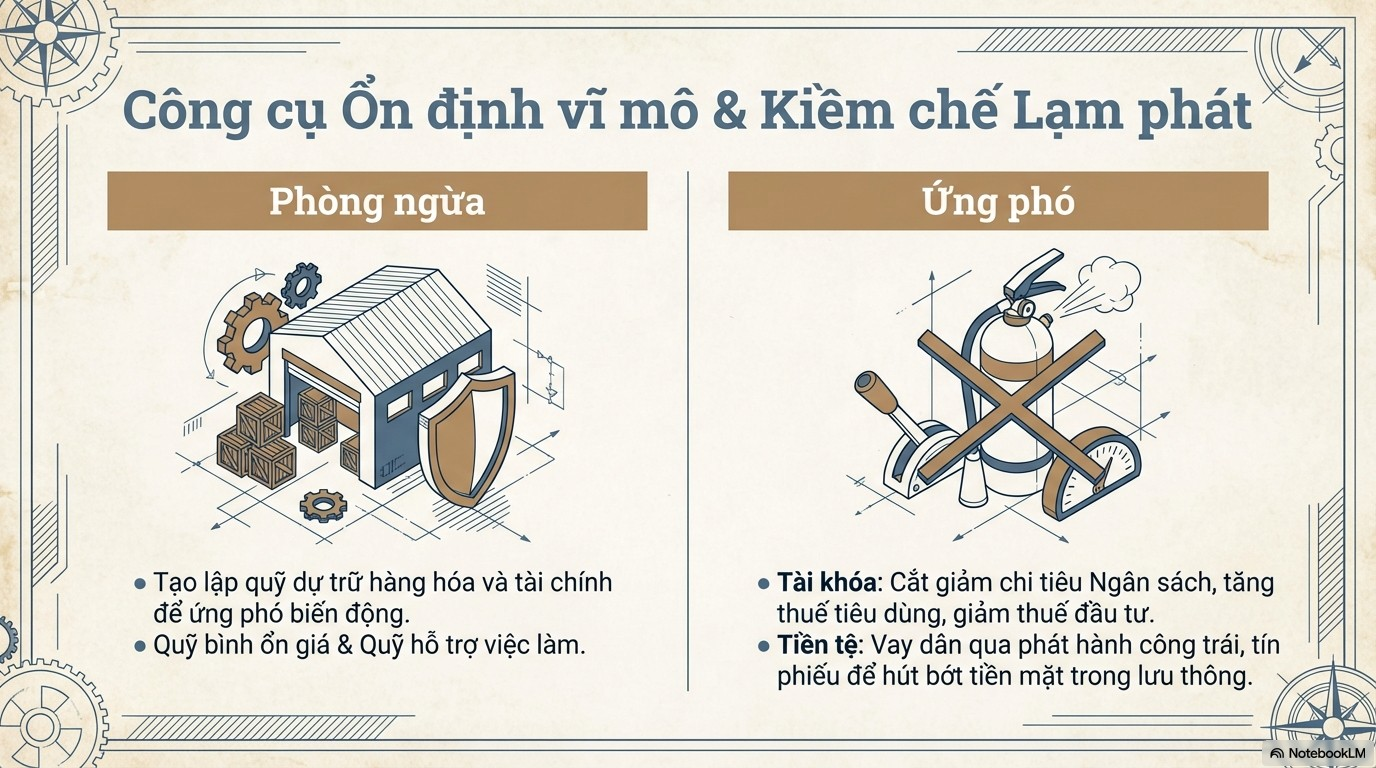 Công cụ Ổn định vĩ mô & Kiềm chế Lạm phát
Phòng ngừa
• Tạo lập quỹ dự trữ hàng hóa và tài chính
để ứng phó biến động.
• Quỹ bình ổn giá & Quỹ hỗ trợ việc làm.
Ứng phó
• Tài khóa: Cắt giảm chi tiêu Ngân sách, tăng
thuế tiêu dùng, giảm thuế đầu tư.
• Tiền tệ: Vay dân qua phát hành công trái, tín
phiếu để hút bớt tiền mặt trong lưu thông.
NotebookLM